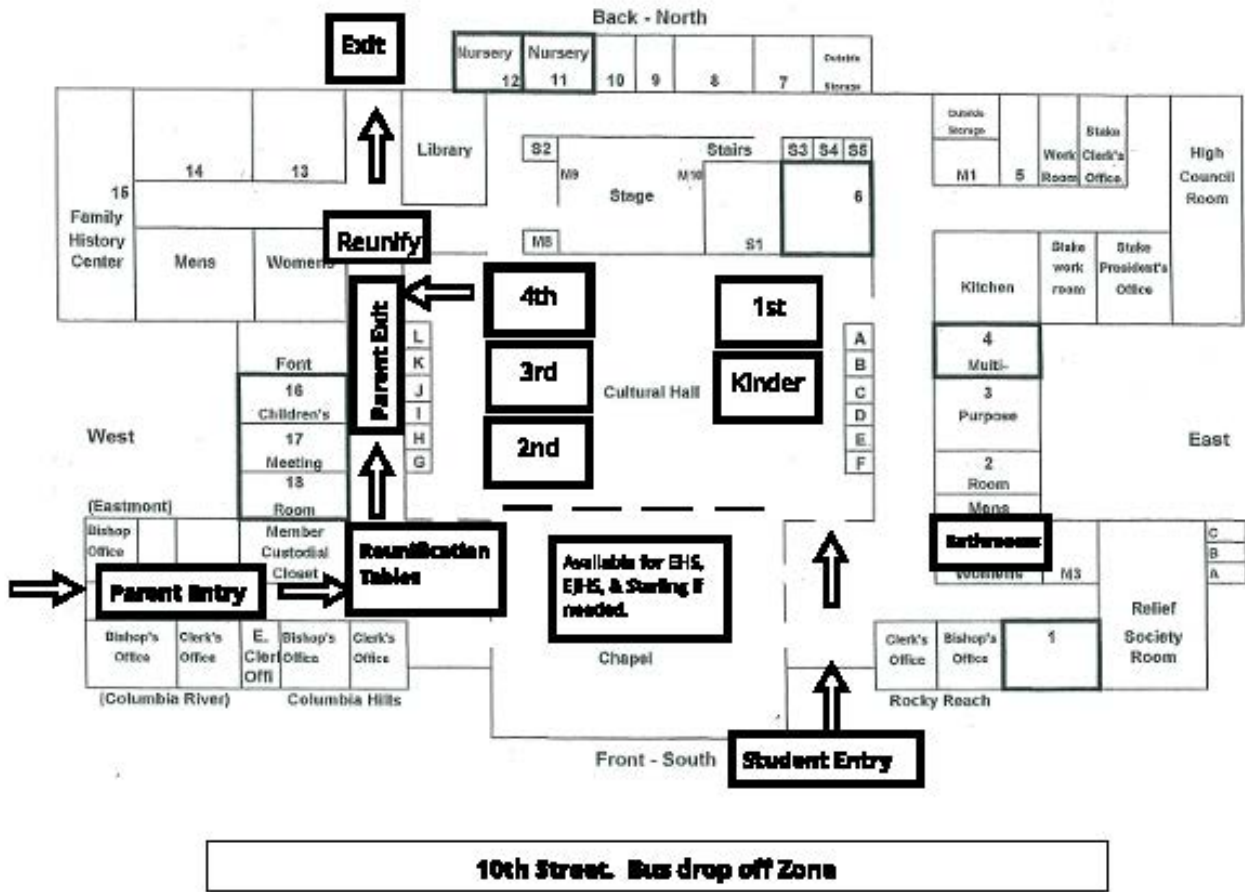 Back - North
Exit
Nursery
12
Nursery
11
10
9
8
7
Outside
Storage
14
13
Library
S2
Stairs
S3
S4
S5
M9
M10
Stage
6
Outside
Storage
M1
5
Work
Room
Stake
Clerk's
Office
High
Council
Room
15
Family
History
Center
Mens
Womens
Reunify
M8
S1
Kitchen
Stake
work
room
Stake
President's
Office
Parent Exit
4th
1st
3rd
Kinder
2nd
Cultural Hall
L
K
J
I
H
G
A
B
C
D
E
F
Font
16
Children's
17
Meeting
18
Room
4
Multi-
3
Purpose
2
Room
Mens
West
East
(Eastmont)
Bishop
Office
Member
Custodial
Closet
Reunification
Tables
Available for EHS,
EJHS, & Starling if
needed.
Chapel
Bathrooms
Womens
M3
C
B
A
Relief
Society
Room
Parent Entry
Bishop's
Office
Clerk's
Office
E.
Cler
Offi
Bishop's
Office
Clerk's
Office
(Columbia River)
Columbia Hills
Clerk's
Office
Bishop's
Office
1
Rocky Reach
Front - South
Student Entry
10th Street. Bus drop off Zone